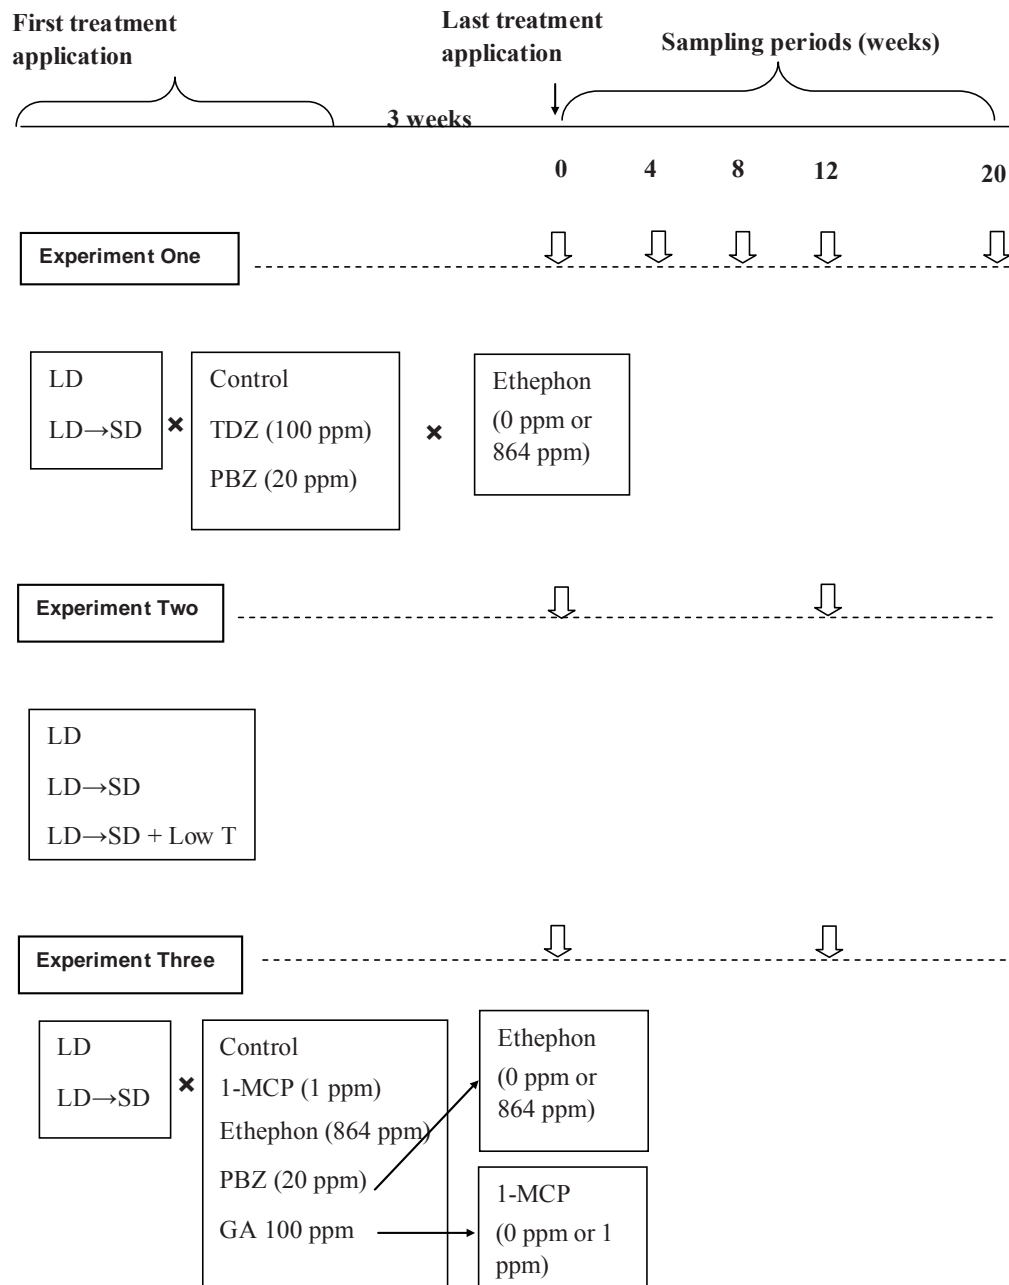 First treatment
application
Last treatment
application
Sampling periods (weeks)
3 weeks
0 4 8 12 20
Experiment One
LD
LD→SD
×
Control
TDZ (100 ppm)
PBZ (20 ppm)
×
Ethephon
(0 ppm or
864 ppm)
Experiment Two
LD
LD→SD
LD→SD + Low T
Experiment Three
LD
LD→SD
×
Control
1-MCP (1 ppm)
Ethephon (864 ppm)
PBZ (20 ppm)
GA 100 ppm
Ethephon
(0 ppm or
864 ppm)
1-MCP
(0 ppm or 1
ppm)